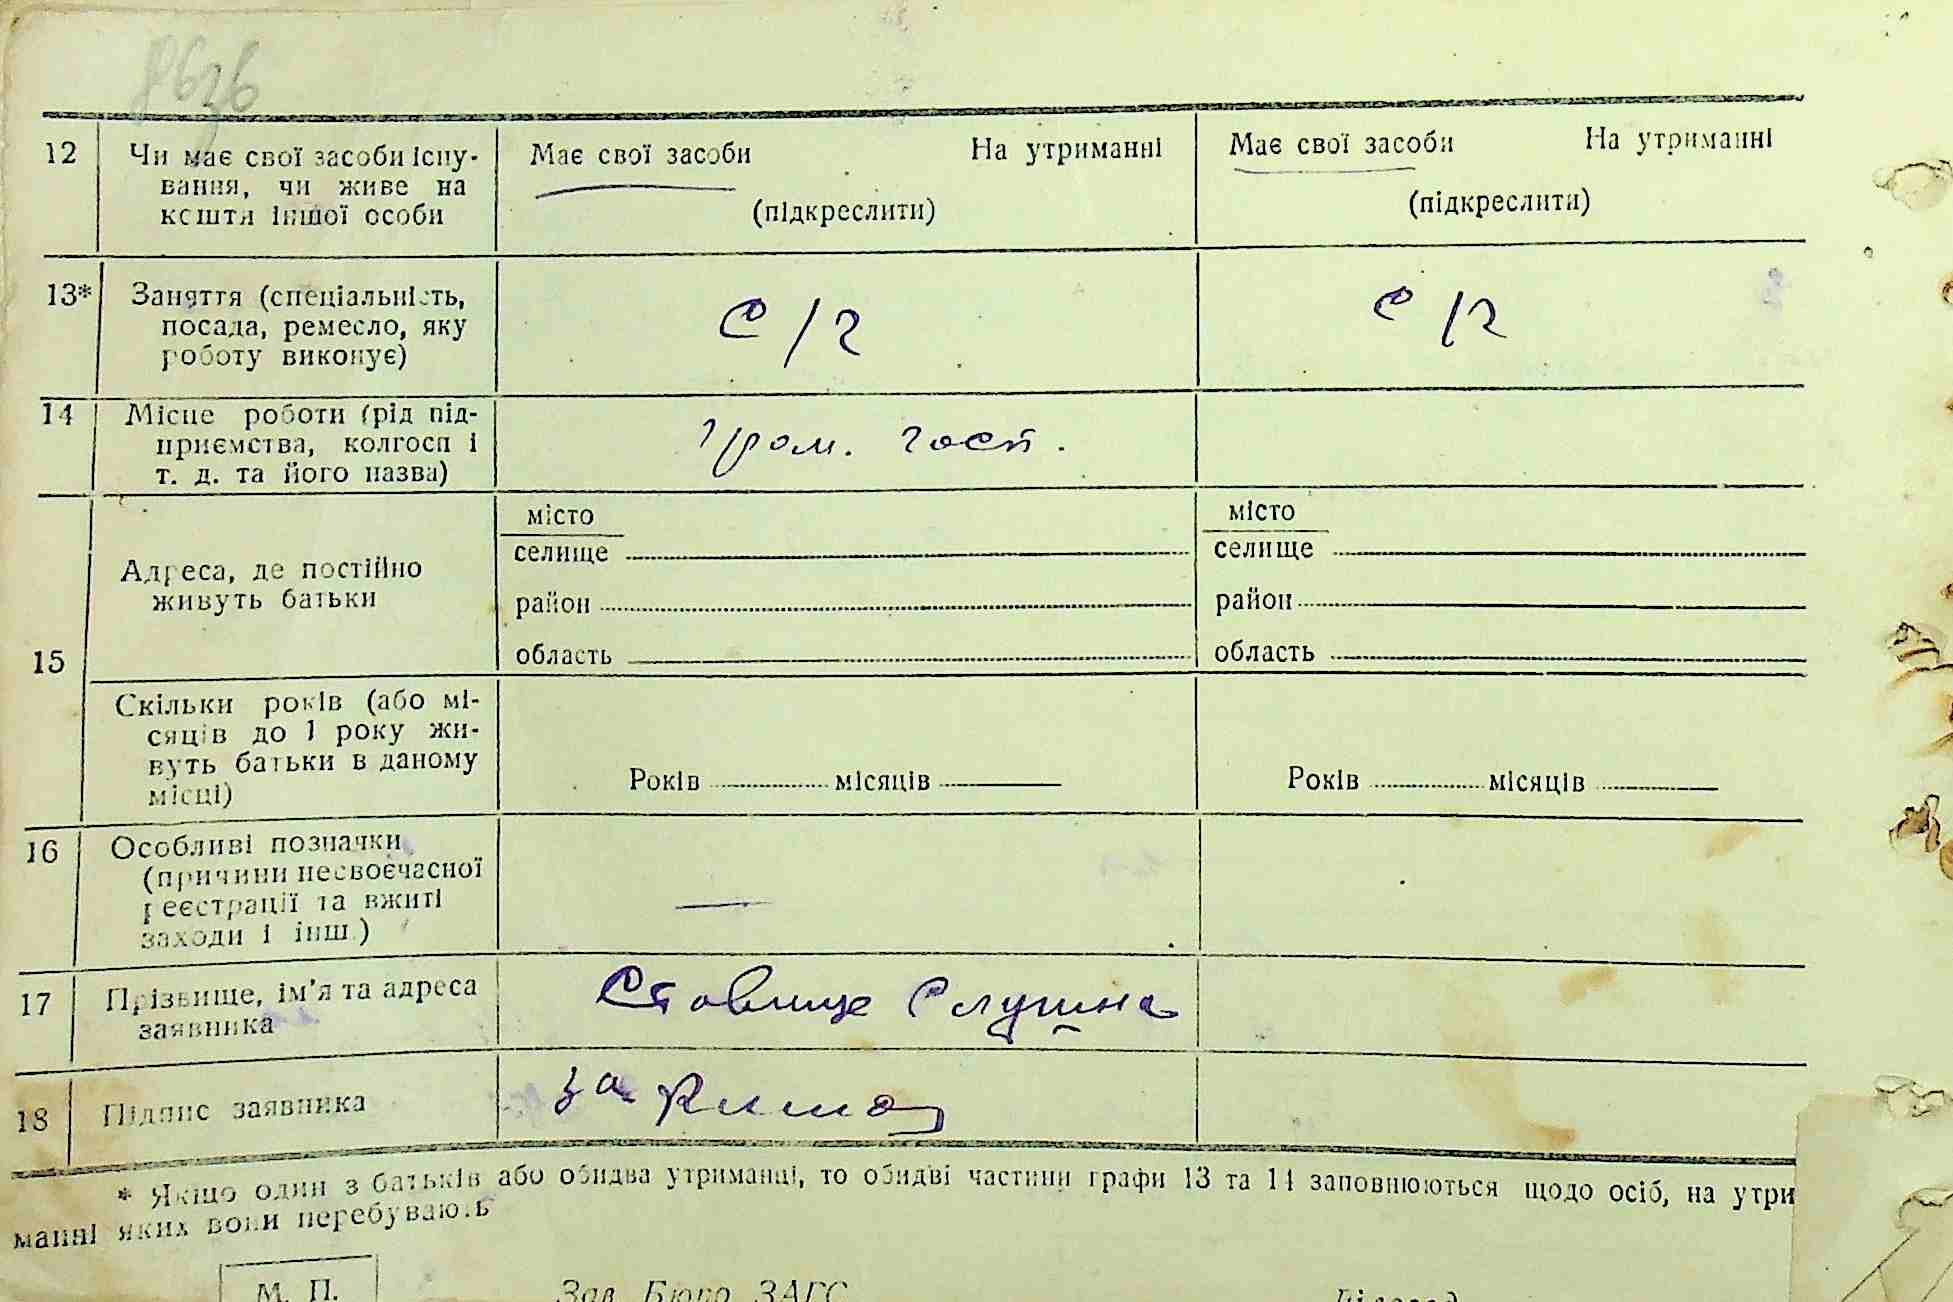 12 Чи має свої засоби існу- Має свої засоби На утриманні Має свої засоби На утриманні
вання, чи живе на
кошти іншої особи (підкреслити) (підкреслити)
13* Заняття (спеціальність,
посада, ремесло, яку с/г с/г
роботу виконує)
14 Місце роботи (рід під-
приємства, колгосп і гром. госп.
т. д. та його назва)
місто місто
селище селище
Адреса, де постійно
живуть батьки район район
15 область область
Скільки років (або мі-
сяців до 1 року жи-
вуть батьки в даному Років місяців Років місяців
місці)
16 Особливі позначки
(причини несвоєчасної
реєстрації та вжиті —
заходи і інш.)
17 Прізвище, ім'я та адреса Ставище
заявника
18 Підпис заявника за
* Якщо один з батьків або обидва утриманці, то обидві частини графи 13 та 14 заповнюються щодо осіб, на утри
манні яких вони перебувають
М. П. Зав. Бюро ЗАГС